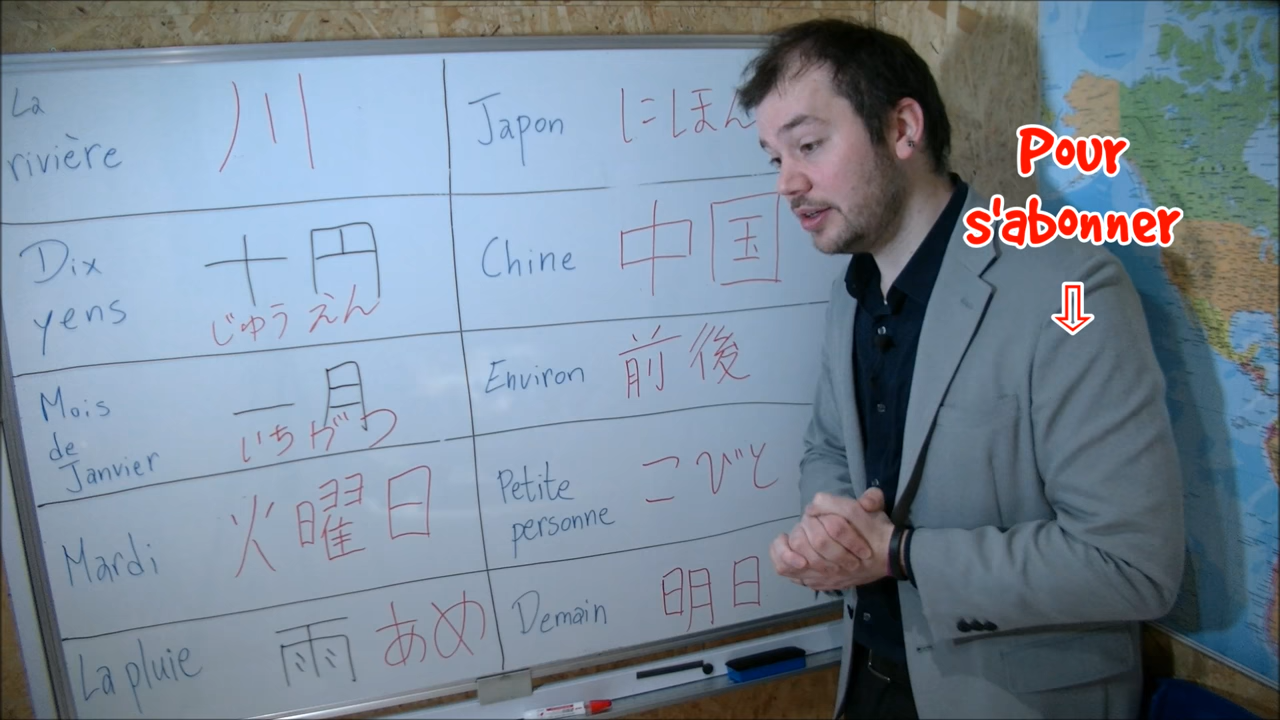 La
rivière
川
Dix
yens
十円
じゅうえん
Mois
de
Janvier
一月
いちがつ
Mardi
火曜日
La pluie
雨 あめ
Japon
にほん
Chine
中国
Environ
前後
Petite
personne
こびと
Demain
明日
Pour
s'abonner